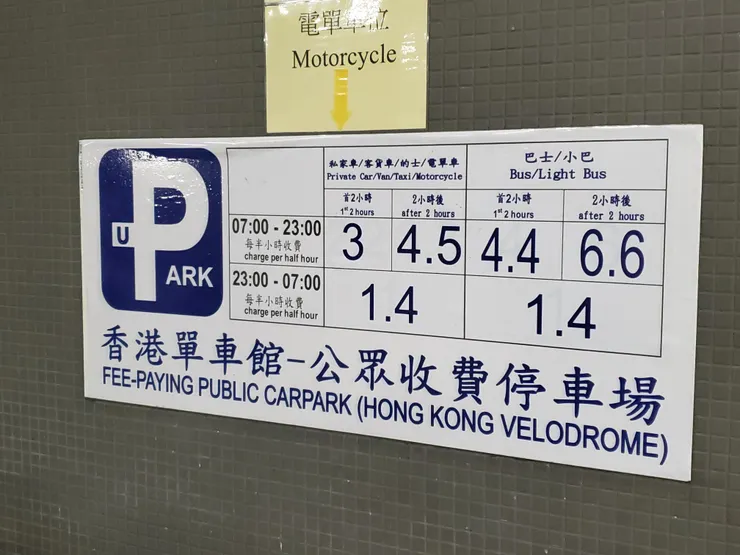 電單車位
Motorcycle
U P ARK
私家車/客貨車/的士/電單車
Private Car/Van/Taxi/Motorcycle
巴士/小巴
Bus/Light Bus
首2小時
1st 2 hours
2小時後
after 2 hours
首2小時
1st 2 hours
2小時後
after 2 hours
07:00 - 23:00
每半小時收費
charge per half hour
3
4.5
4.4
6.6
23:00 - 07:00
每半小時收費
charge per half hour
1.4
1.4
香港單車館-公眾收費停車場
FEE-PAYING PUBLIC CARPARK (HONG KONG VELODROME)